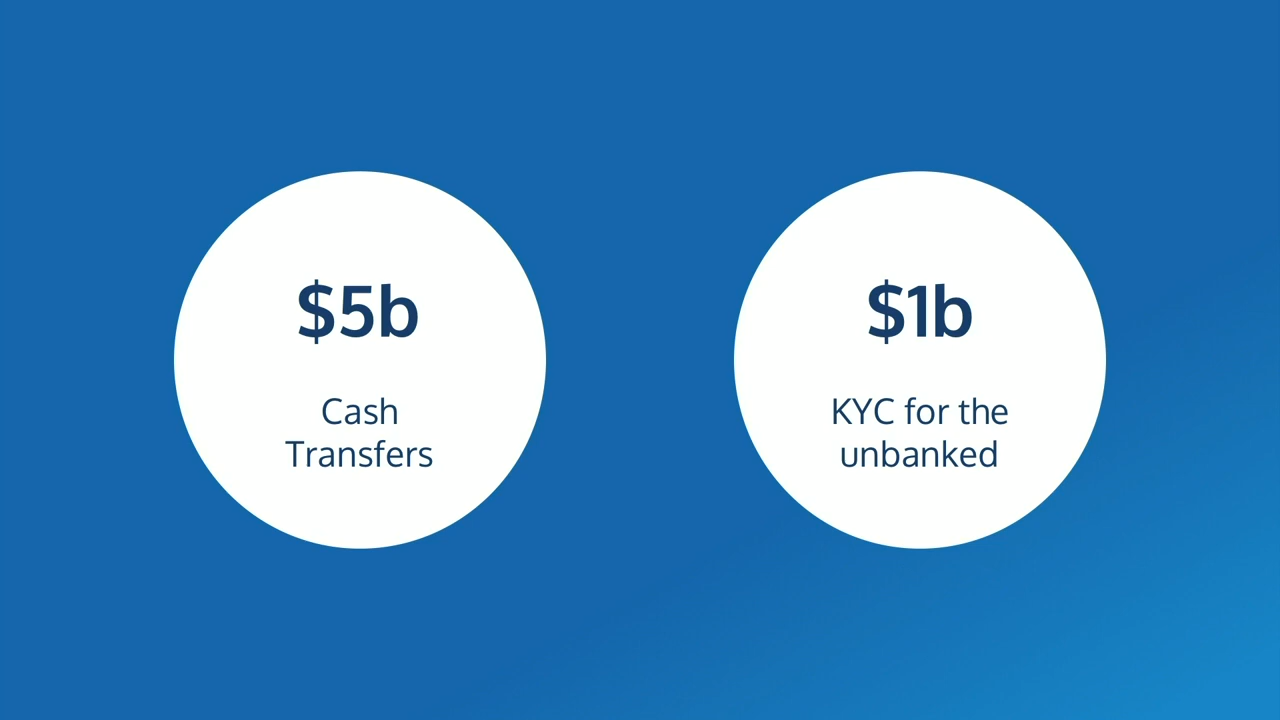 $5b
Cash
Transfers
$1b
KYC for the
unbanked